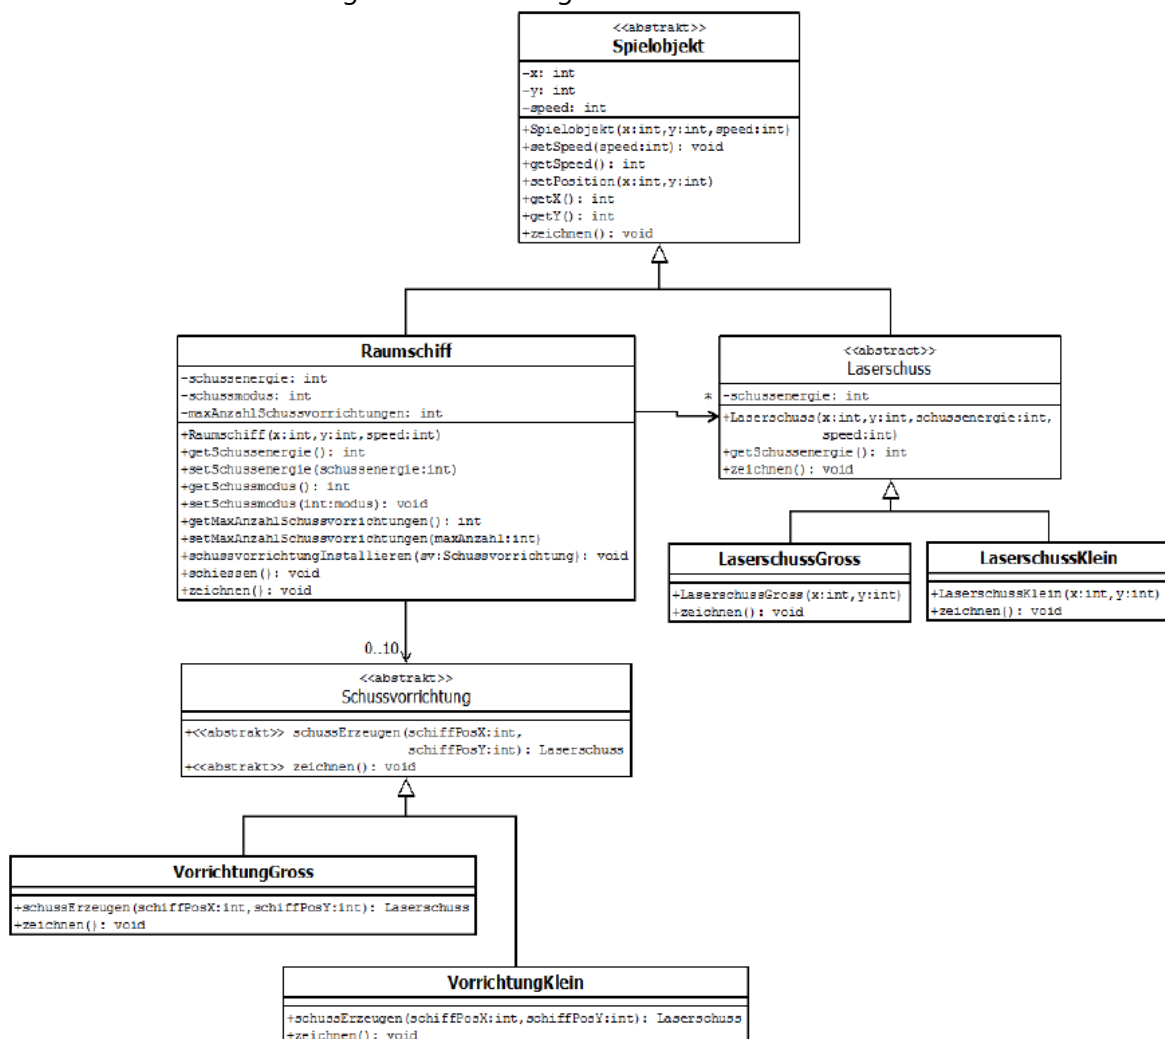 <<abstrakt>>
Spielobjekt
-x: int
-y: int
-speed: int
+Spielobjekt(x:int,y:int,speed:int)
+setSpeed(speed:int): void
+getSpeed(): int
+setPosition(x:int,y:int)
+getX(): int
+getY(): int
+zeichnen(): void
Raumschiff
-schussenergie: int
-schussmodus: int
-maxAnzahlSchussvorrichtungen: int
+Raumschiff(x:int,y:int,speed:int)
+getSchussenergie(): int
+setSchussenergie(schussenergie:int)
+getSchussmodus(): int
+setSchussmodus(int:modus): void
+getMaxAnzahlSchussvorrichtungen(): int
+setMaxAnzahlSchussvorrichtungen(maxAnzahl:int)
+schussvorrichtungInstallieren(sv:Schussvorrichtung): void
+schiessen(): void
+zeichnen(): void
*
<<abstract>>
Laserschuss
-schussenergie: int
+Laserschuss(x:int,y:int,schussenergie:int,
speed:int)
+getSchussenergie(): int
+zeichnen(): void
LaserschussGross
+LaserschussGross(x:int,y:int)
+zeichnen(): void
LaserschussKlein
+LaserschussKlein(x:int,y:int)
+zeichnen(): void
0..10
<<abstrakt>>
Schussvorrichtung
+<<abstrakt>> schussErzeugen(schiffPosX:int,
schiffPosY:int): Laserschuss
+<<abstrakt>> zeichnen(): void
VorrichtungGross
+schussErzeugen(schiffPosX:int,schiffPosY:int): Laserschuss
+zeichnen(): void
VorrichtungKlein
+schussErzeugen(schiffPosX:int,schiffPosY:int): Laserschuss
+zeichnen(): void